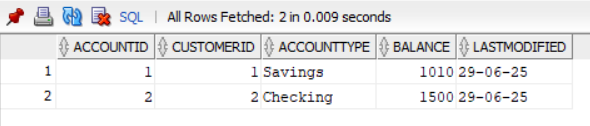 SQL | All Rows Fetched: 2 in 0.009 seconds
ACCOUNTID CUSTOMERID ACCOUNTTYPE BALANCE LASTMODIFIED
1 1 1 Savings 1010 29-06-25
2 2 2 Checking 1500 29-06-25